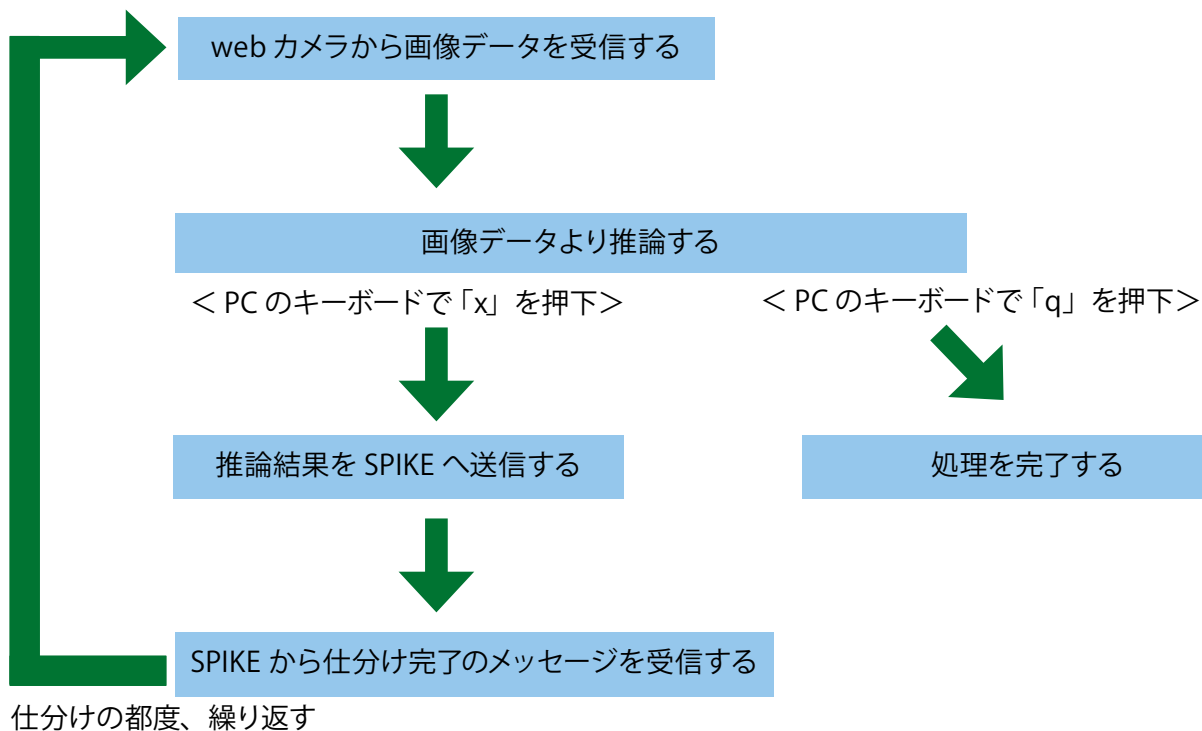 web カメラから画像データを受信する
画像データより推論する
＜ PC のキーボードで「x」を押下＞
＜ PC のキーボードで「q」を押下＞
推論結果を SPIKE へ送信する
処理を完了する
SPIKE から仕分け完了のメッセージを受信する
仕分けの都度、繰り返す